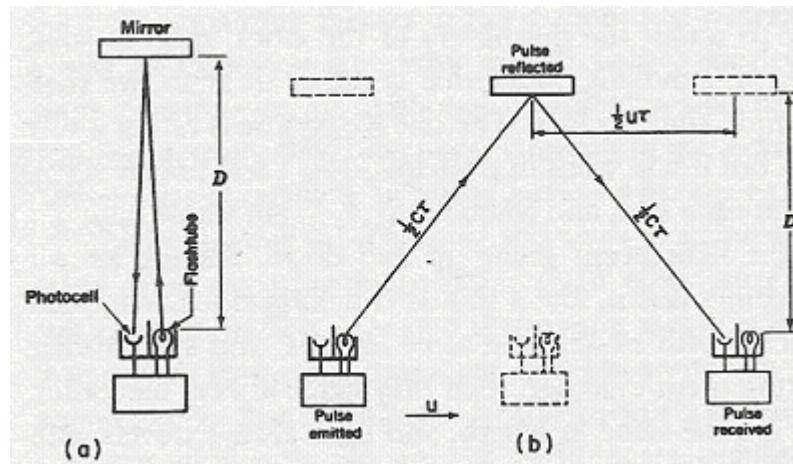 Mirror
D
Flashtube
Photocell
(a)
Pulse
reflected
½uτ
½cτ
½cτ
D
Pulse
emitted
u
(b)
Pulse
received